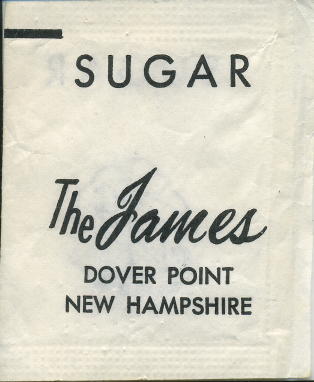 SUGAR
The James
DOVER POINT
NEW HAMPSHIRE